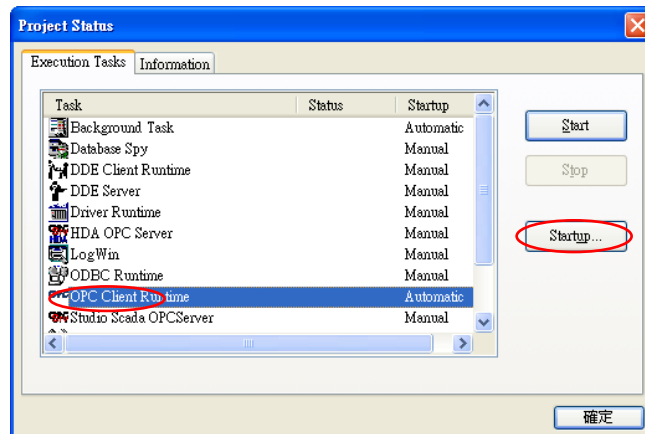 Project Status
Execution Tasks Information
Task Status Startup
Background Task Automatic
Database Spy Manual
DDE Client Runtime Manual
DDE Server Manual
Driver Runtime Manual
HDA OPC Server Manual
LogWin Manual
ODBC Runtime Manual
OPC Client Runtime Automatic
Studio Scada OPCServer Manual
Start
Stop
Startup...
確定